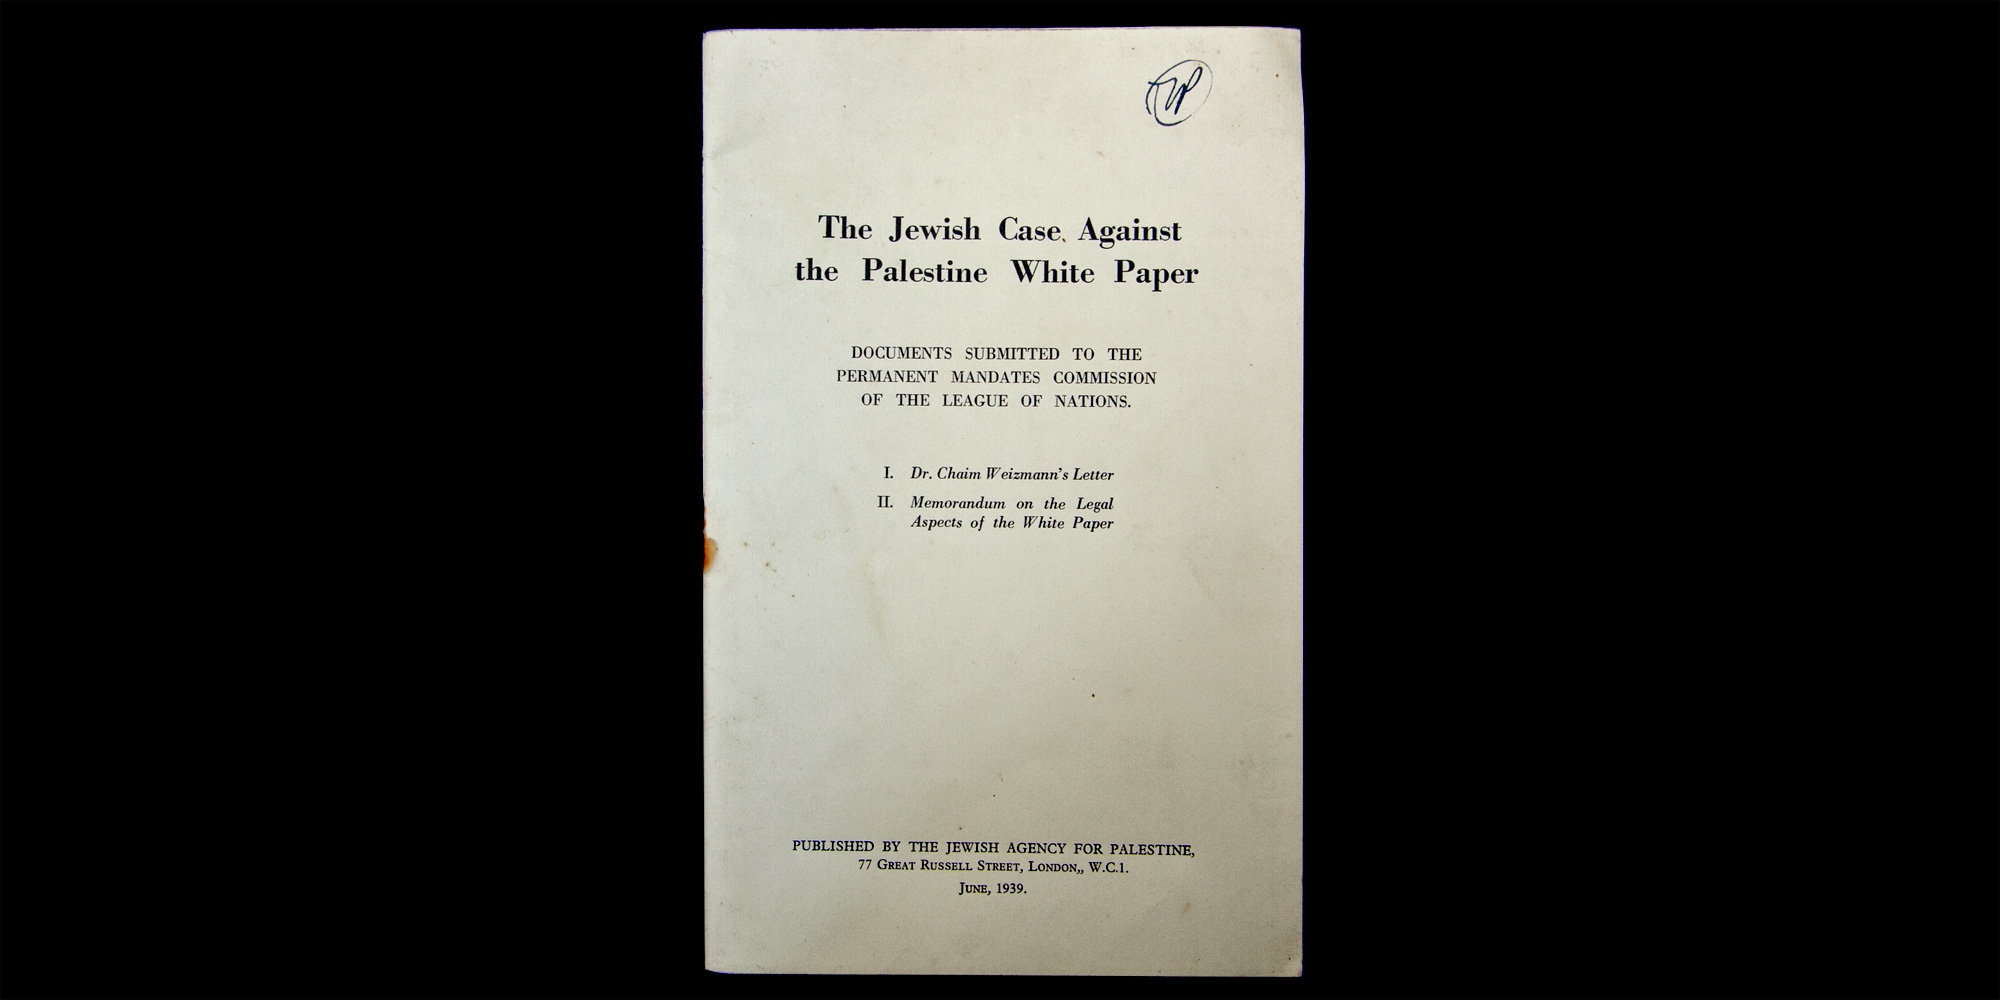 The Jewish Case Against
the Palestine White Paper
DOCUMENTS SUBMITTED TO THE
PERMANENT MANDATES COMMISSION
OF THE LEAGUE OF NATIONS.
I. Dr. Chaim Weizmann's Letter
II. Memorandum on the Legal
Aspects of the White Paper
PUBLISHED BY THE JEWISH AGENCY FOR PALESTINE,
77 GREAT RUSSELL STREET, LONDON,, W.C.1.
JUNE, 1939.